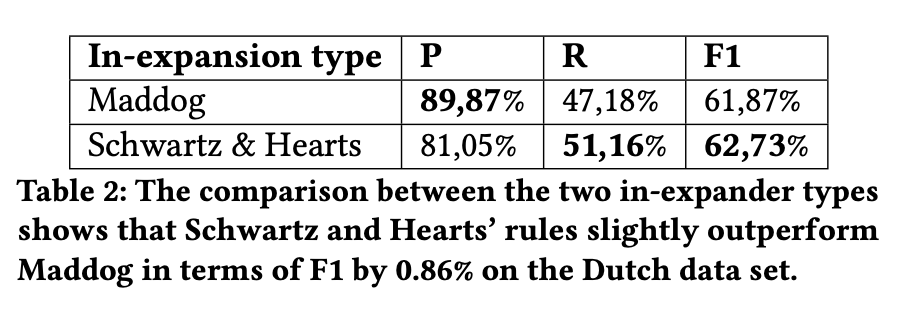 In-expansion type P R F1
Maddog 89,87% 47,18% 61,87%
Schwartz & Hearts 81,05% 51,16% 62,73%
Table 2: The comparison between the two in-expander types
shows that Schwartz and Hearts’ rules slightly outperform
Maddog in terms of F1 by 0.86% on the Dutch data set.